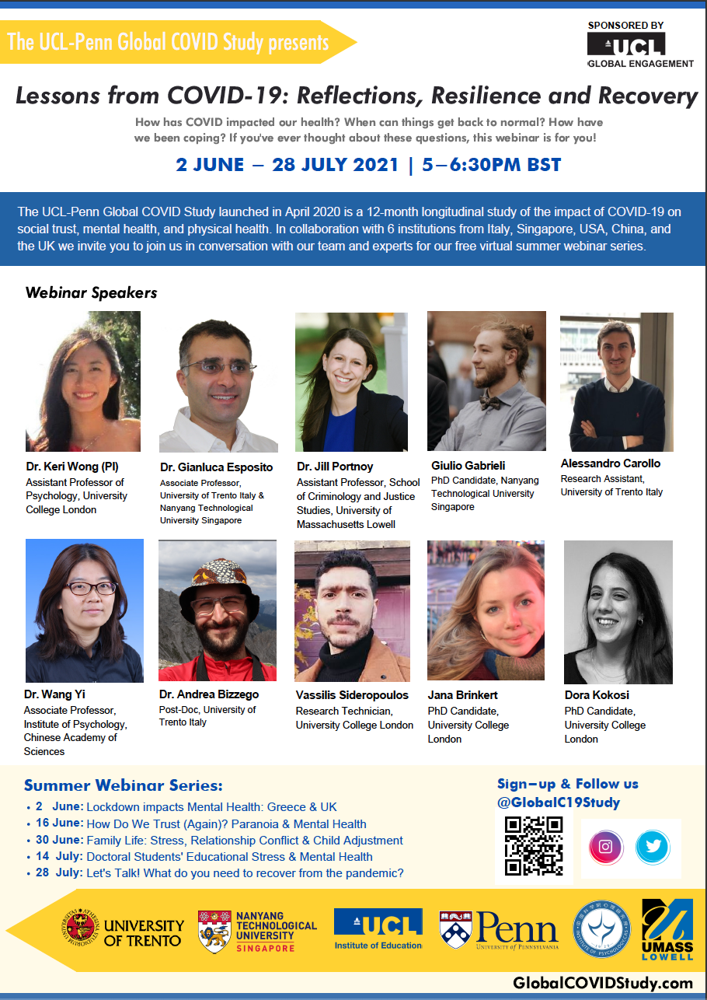 The UCL-Penn Global COVID Study presents
SPONSORED BY
UCL
GLOBAL ENGAGEMENT
Lessons from COVID-19: Reflections, Resilience and Recovery
How has COVID impacted our health? When can things get back to normal? How have
we been coping? If you've ever thought about these questions, this webinar is for you!
2 JUNE – 28 JULY 2021 | 5–6:30PM BST
The UCL-Penn Global COVID Study launched in April 2020 is a 12-month longitudinal study of the impact of COVID-19 on
social trust, mental health, and physical health. In collaboration with 6 institutions from Italy, Singapore, USA, China, and
the UK we invite you to join us in conversation with our team and experts for our free virtual summer webinar series.
Webinar Speakers
Dr. Keri Wong (PI)
Assistant Professor of
Psychology, University
College London
Dr. Gianluca Esposito
Associate Professor,
University of Trento Italy &
Nanyang Technological
University Singapore
Dr. Jill Portnoy
Assistant Professor, School
of Criminology and Justice
Studies, University of
Massachusetts Lowell
Giulio Gabrieli
PhD Candidate, Nanyang
Technological University
Singapore
Alessandro Carollo
Research Assistant,
University of Trento Italy
Dr. Wang Yi
Associate Professor,
Institute of Psychology,
Chinese Academy of
Sciences
Dr. Andrea Bizzego
Post-Doc, University of
Trento Italy
Vassilis Sideropoulos
Research Technician,
University College London
Jana Brinkert
PhD Candidate,
University College
London
Dora Kokosi
PhD Candidate,
University College
London
Summer Webinar Series:
• 2 June: Lockdown impacts Mental Health: Greece & UK
• 16 June: How Do We Trust (Again)? Paranoia & Mental Health
• 30 June: Family Life: Stress, Relationship Conflict & Child Adjustment
• 14 July: Doctoral Students' Educational Stress & Mental Health
• 28 July: Let's Talk! What do you need to recover from the pandemic?
Sign–up & Follow us
@GlobalC19Study
UNIVERSITY
OF TRENTO
NANYANG
TECHNOLOGICAL
UNIVERSITY
SINGAPORE
UCL
Institute of Education
Penn
UNIVERSITY OF PENNSYLVANIA
UMASS
LOWELL
GlobalCOVIDStudy.com